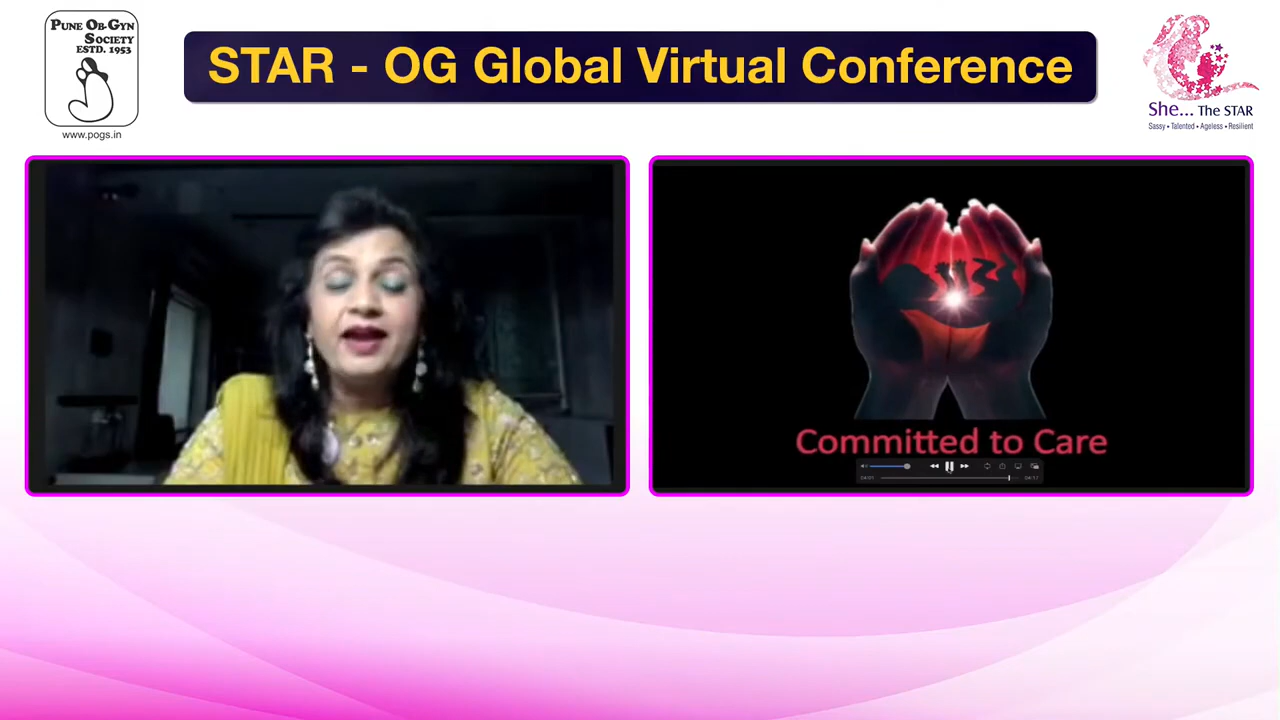 PUNE OB-GYN
SOCIETY
ESTD. 1953
www.pogs.in
STAR - OG Global Virtual Conference
She... The STAR
Sassy • Talented • Ageless • Resilient
Committed to Care